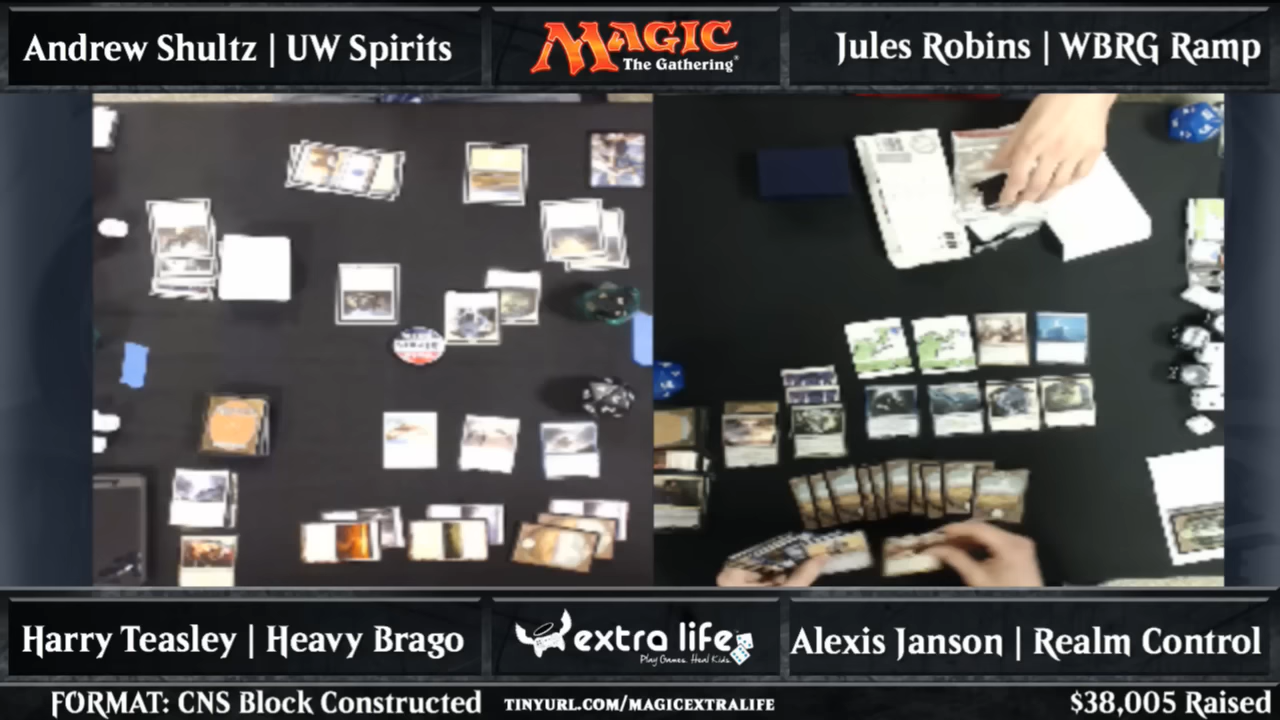 Andrew Shultz | UW Spirits
MAGIC
The Gathering®
Jules Robins | WBRG Ramp
Harry Teasley | Heavy Brago
extra life
Play Games. Heal Kids.
Alexis Janson | Realm Control
FORMAT: CNS Block Constructed
TINYURL.COM/MAGICEXTRALIFE
$38,005 Raised